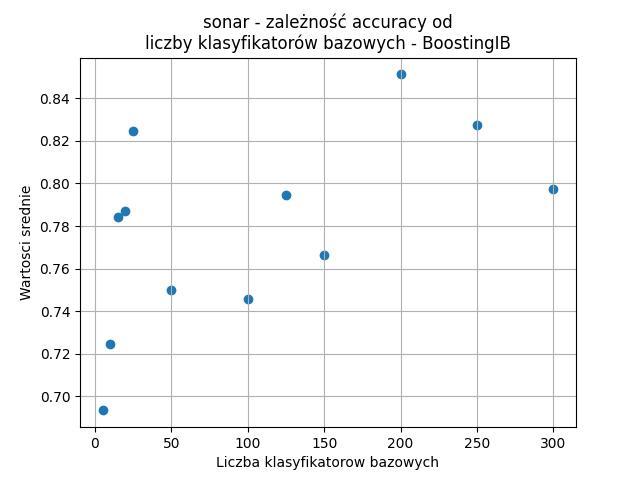 sonar - zależność accuracy od
liczby klasyfikatorów bazowych - BoostingIB
0.84
0.82
0.80
0.78
0.76
0.74
0.72
0.70
Wartosci srednie
0 50 100 150 200 250 300
Liczba klasyfikatorow bazowych